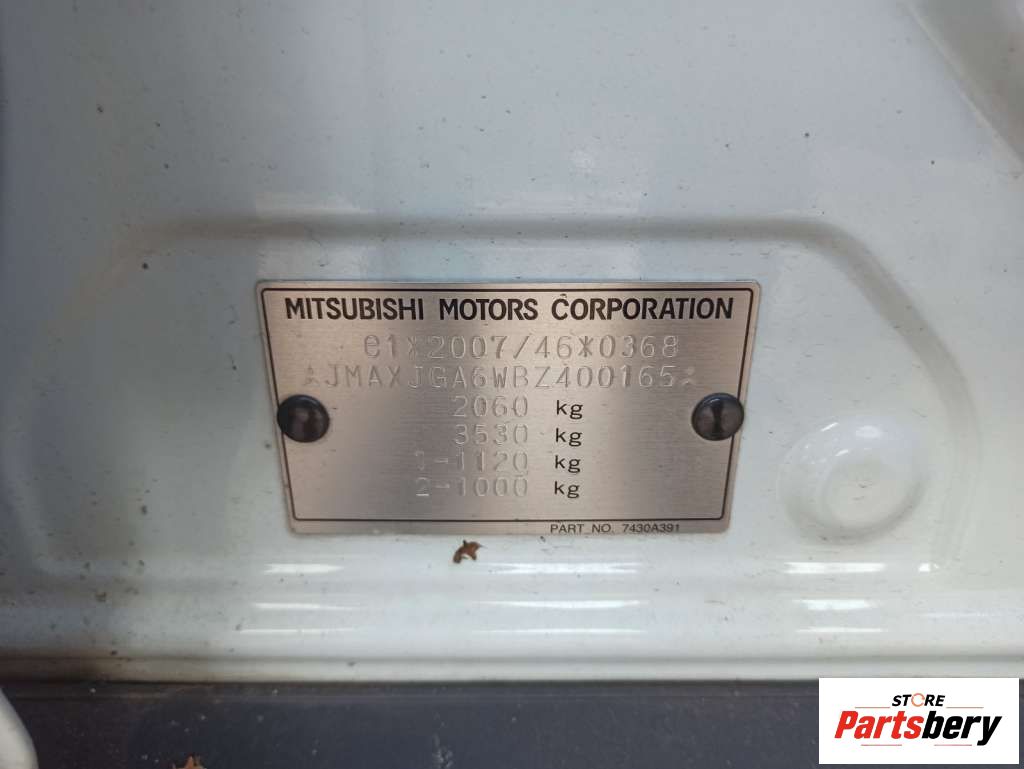 MITSUBISHI MOTORS CORPORATION
e1*2007/46*0368
*JMAXJGA6WBZ400165*
2060 kg
3530 kg
1-1120 kg
2-1000 kg
PART NO. 7430A391
STORE
Partsbery